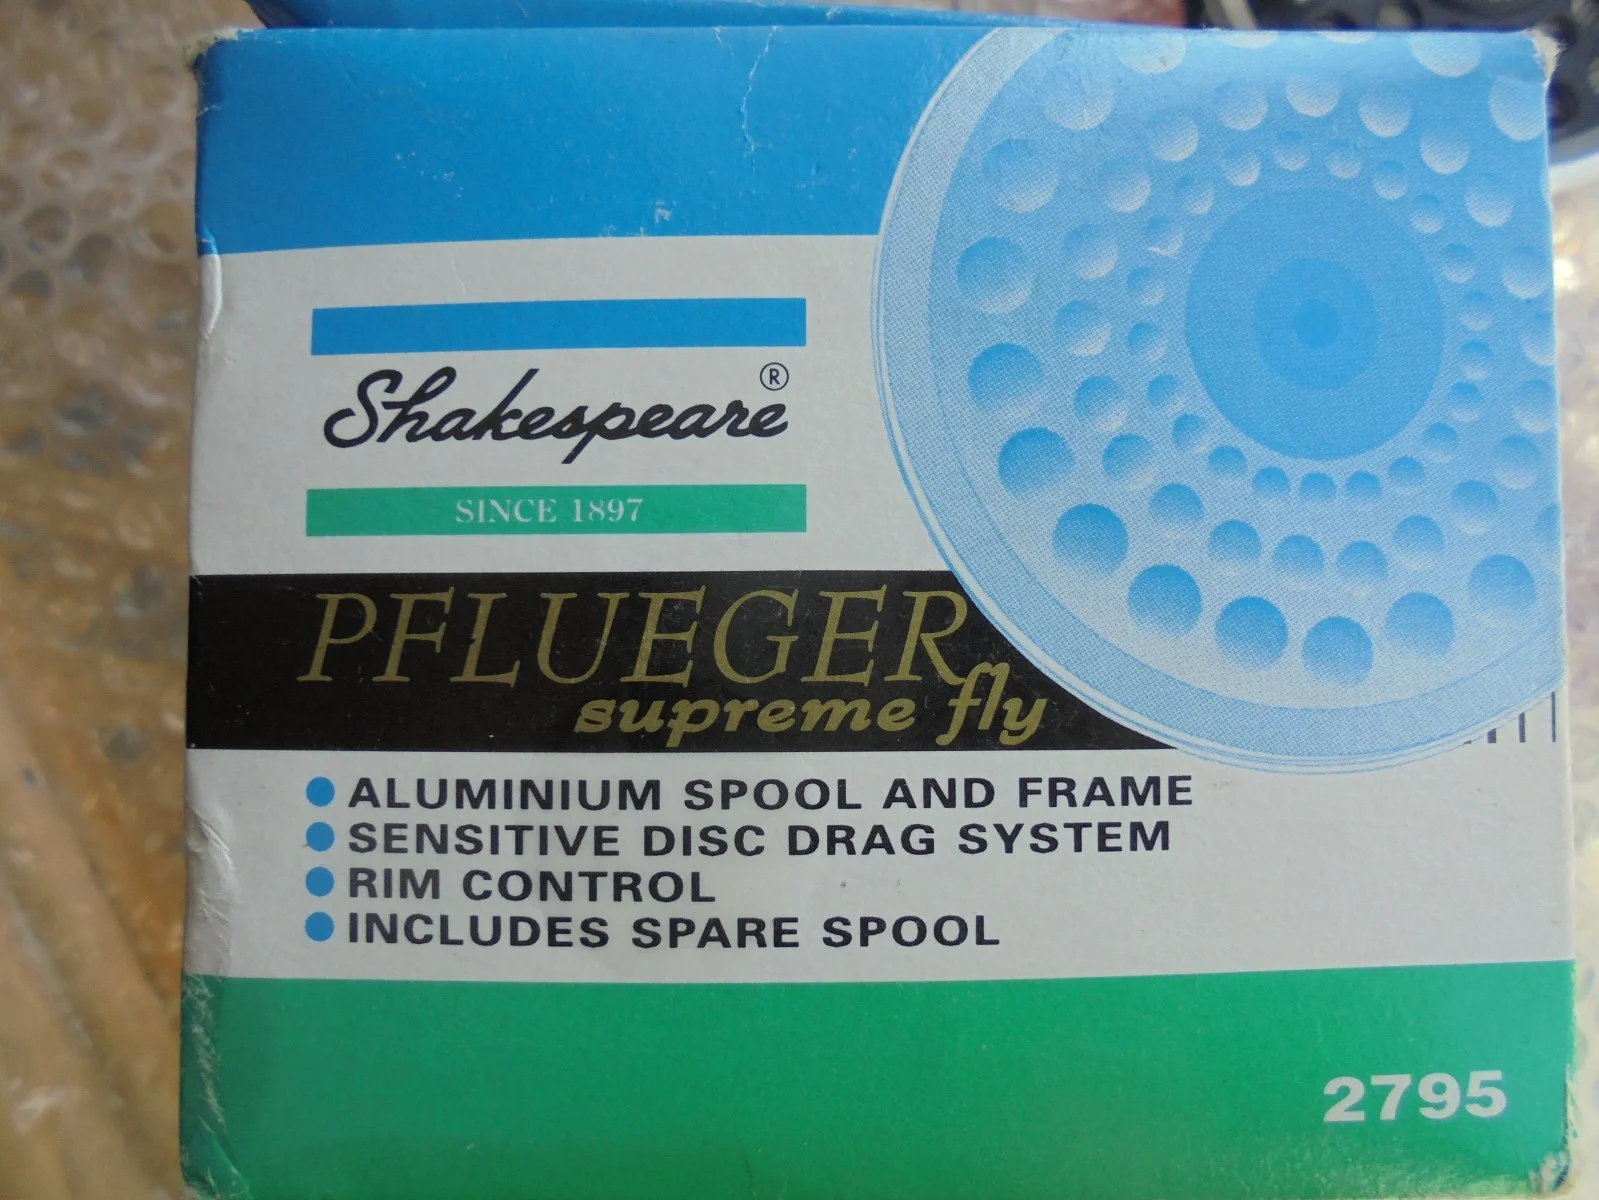 Shakespeare®
SINCE 1897
PFLUEGER
supreme fly
ALUMINIUM SPOOL AND FRAME
SENSITIVE DISC DRAG SYSTEM
RIM CONTROL
INCLUDES SPARE SPOOL
2795